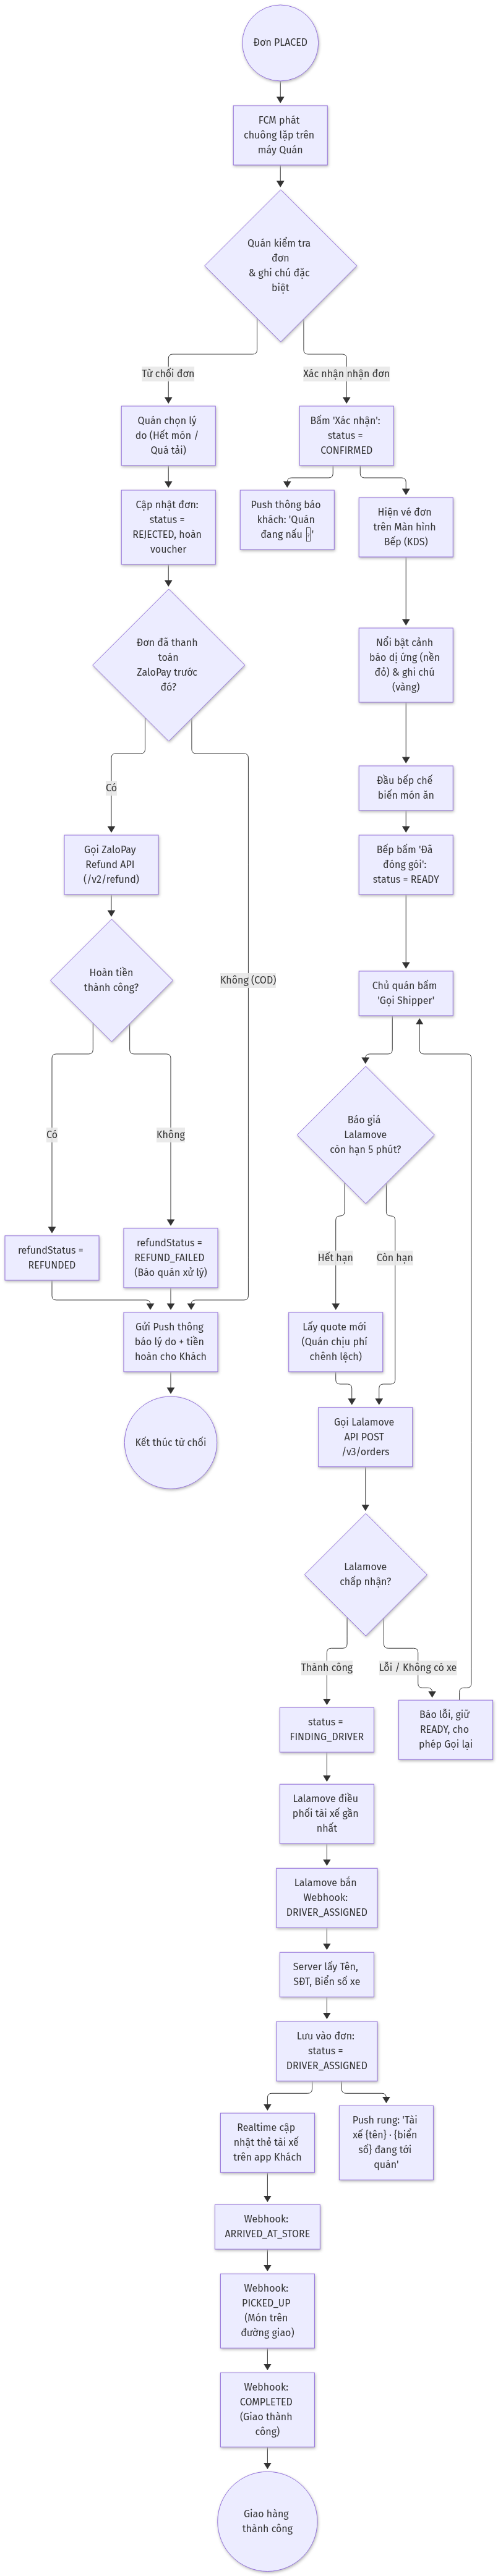 Đơn PLACED
FCM phát
chuông lặp trên
máy Quán
Quán kiểm tra
đơn
& ghi chú đặc
biệt
Từ chối đơn
Xác nhận nhận đơn
Quán chọn lý
do (Hết món /
Quá tải)
Bấm 'Xác nhận':
status =
CONFIRMED
Cập nhật đơn:
status =
REJECTED, hoàn
voucher
Push thông báo
khách: 'Quán
đang nấu '
Hiện vé đơn
trên Màn hình
Bếp (KDS)
Đơn đã thanh
toán
ZaloPay trước
đó?
Nổi bật cảnh
báo dị ứng (nền
đỏ) & ghi chú
(vàng)
Có
Đầu bếp chế
biến món ăn
Gọi ZaloPay
Refund API
(/v2/refund)
Bếp bấm 'Đã
đóng gói':
status = READY
Hoàn tiền
thành công?
Không (COD)
Chủ quán bấm
'Gọi Shipper'
Có
Không
Báo giá
Lalamove
còn hạn 5 phút?
refundStatus =
REFUNDED
refundStatus =
REFUND_FAILED
(Báo quán xử lý)
Hết hạn
Còn hạn
Gửi Push thông
báo lý do + tiền
hoàn cho Khách
Lấy quote mới
(Quán chịu phí
chênh lệch)
Kết thúc từ chối
Gọi Lalamove
API POST
/v3/orders
Lalamove
chấp nhận?
Thành công
Lỗi / Không có xe
status =
FINDING_DRIVER
Báo lỗi, giữ
READY, cho
phép Gọi lại
Lalamove điều
phối tài xế gần
nhất
Lalamove bắn
Webhook:
DRIVER_ASSIGNED
Server lấy Tên,
SĐT, Biển số xe
Lưu vào đơn:
status =
DRIVER_ASSIGNED
Realtime cập
nhật thẻ tài xế
trên app Khách
Push rung: 'Tài
xế {tên} · {biển
số} đang tới
quán'
Webhook:
ARRIVED_AT_STORE
Webhook:
PICKED_UP
(Món trên
đường giao)
Webhook:
COMPLETED
(Giao thành
công)
Giao hàng
thành công